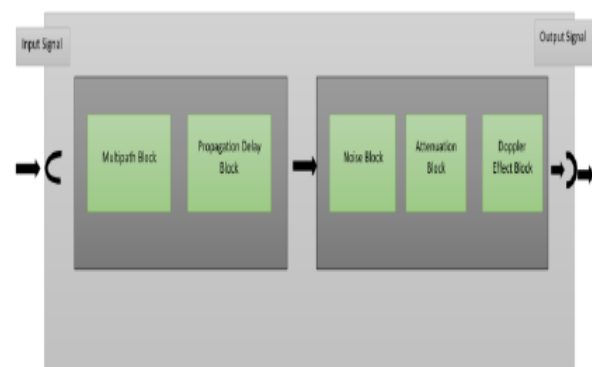 Input Signal
Output Signal
Multipath Block
Propagation Delay
Block
Noise Block
Attenuation
Block
Doppler
Effect Block